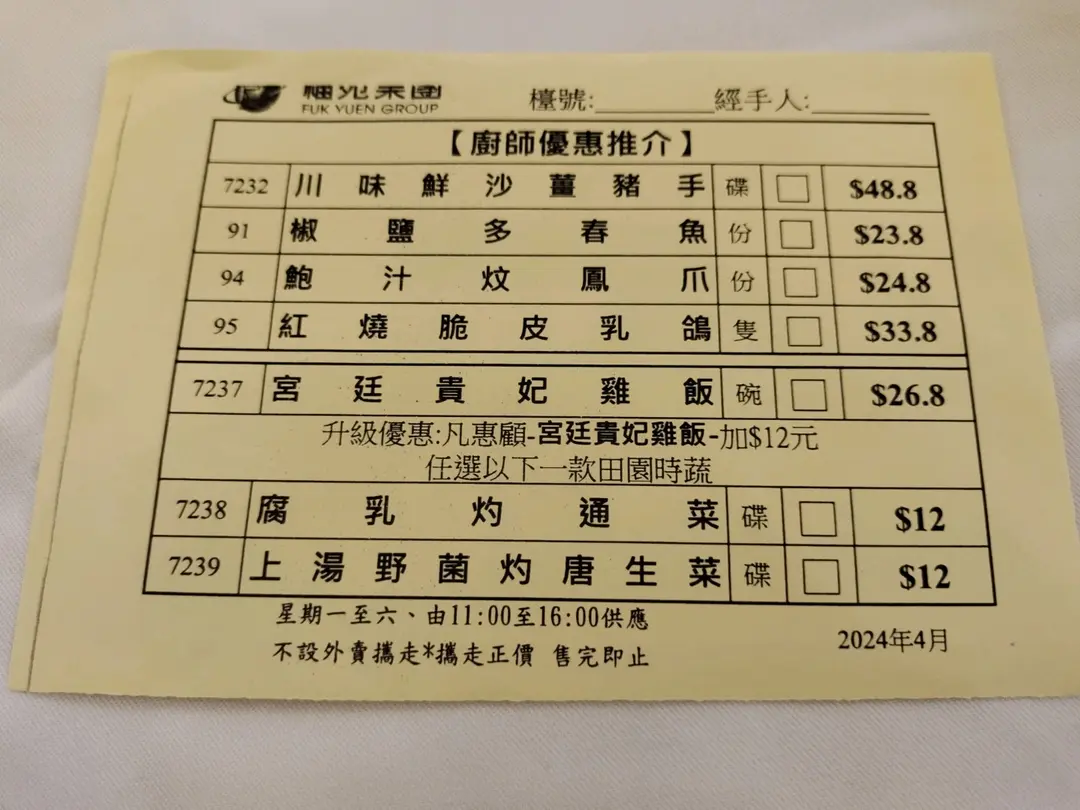 福苑集團
FUK YUEN GROUP
檯號: 經手人:
【廚師優惠推介】
7232 川味鮮沙薑豬手 碟 $48.8
91 椒鹽多春魚 份 $23.8
94 鮑汁炆鳳爪 份 $24.8
95 紅燒脆皮乳鴿 隻 $33.8
7237 宮廷貴妃雞飯 碗 $26.8
升級優惠:凡惠顧-宮廷貴妃雞飯-加$12元
任選以下一款田園時蔬
7238 腐乳灼通菜 碟 $12
7239 上湯野菌灼唐生菜 碟 $12
星期一至六、由11:00至16:00供應
不設外賣攜走*攜走正價 售完即止
2024年4月